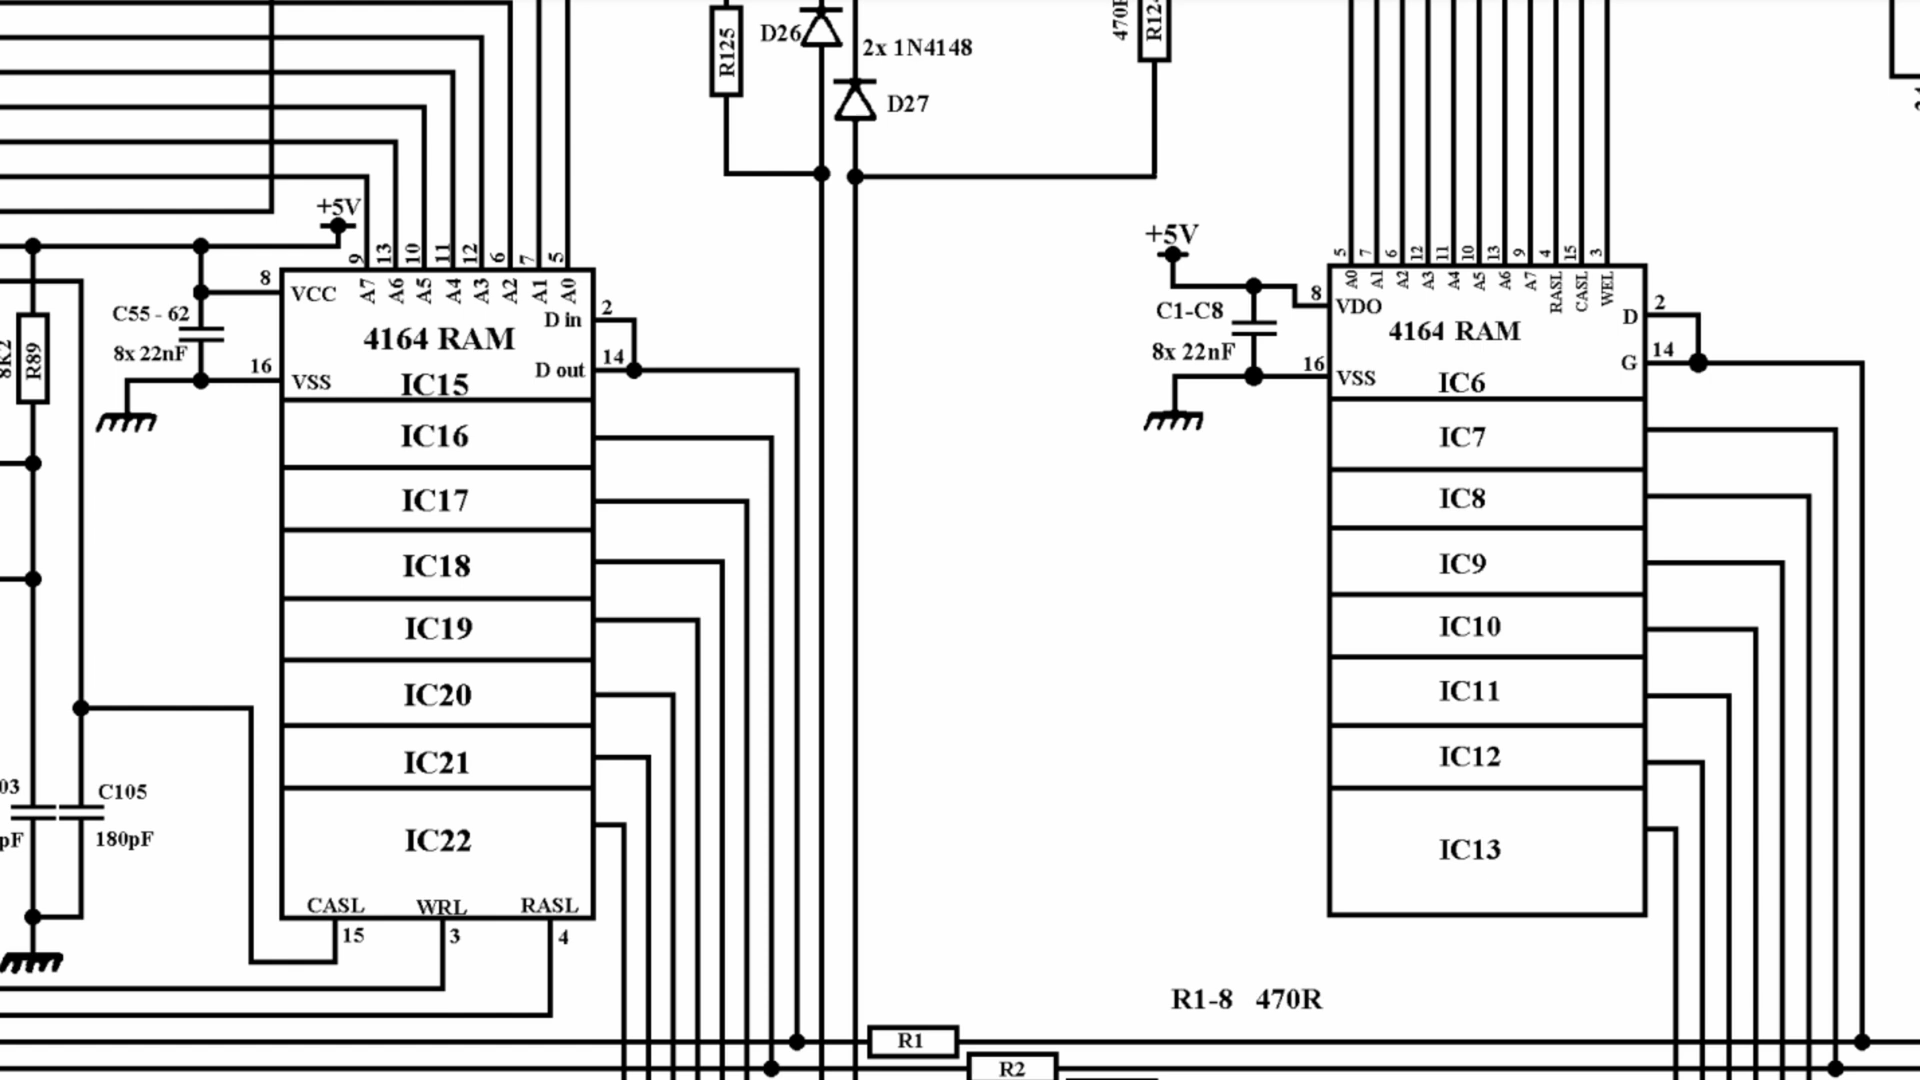 R125
D26
2x 1N4148
D27
470R
R124
+5V
9 13 10 11 12 6 7 5
8
VCC
A7 A6 A5 A4 A3 A2 A1 A0
D in
2
C55 - 62
8x 22nF
4164 RAM
D out
14
16
VSS
IC15
IC16
IC17
IC18
IC19
IC20
IC21
IC22
CASL WRL RASL
15 3 4
8K2
R89
03
pF
C105
180pF
+5V
5 7 6 12 11 10 13 9 4 15 3
A0 A1 A2 A3 A4 A5 A6 A7 RASL CASL WEL
8
VDO
C1-C8
8x 22nF
4164 RAM
D
2
G
14
16
VSS
IC6
IC7
IC8
IC9
IC10
IC11
IC12
IC13
R1-8 470R
R1
R2